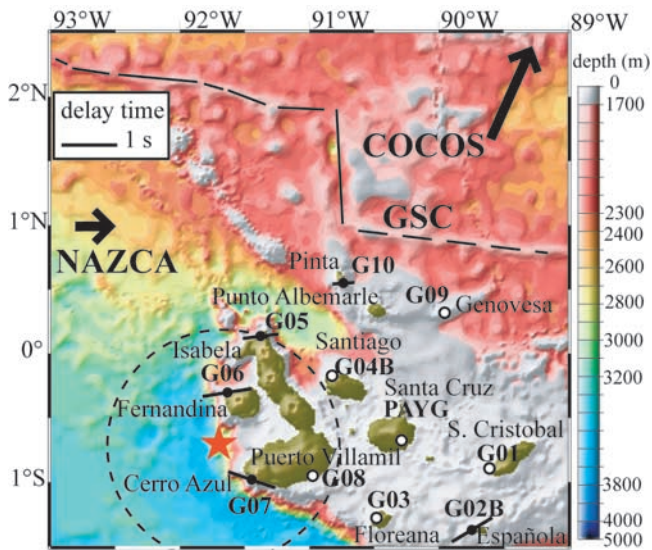 93°W 92°W 91°W 90°W 89°W
depth (m)
0
1700
2300
2400
2600
3000
3200
3800
4000
5000
2°N
1°N
0°
1°S
delay time
1 s
COCOS
GSC
NAZCA
Pinta
G10
G09
Genovesa
Punto Albemarle
G05
Isabela
Santiago
G04B
G06
Fernandina
Santa Cruz
PAYG
S. Cristobal
G01
Puerto Villamil
G08
Cerro Azul
G07
G03
Floreana
G02B
Española